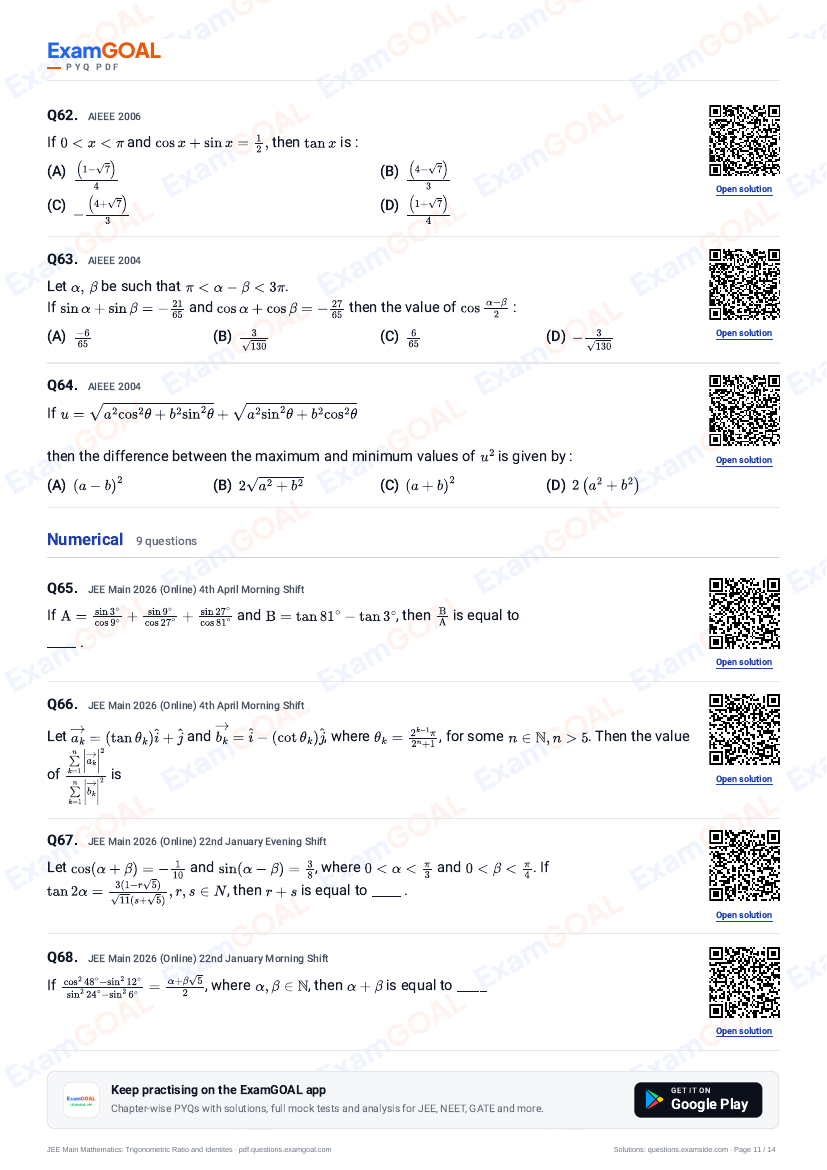 ExamGOAL
PYQ PDF
Q62. AIEEE 2006
If 0 < x < π and cos x + sin x = 1/2, then tan x is :
(A) (1−√7)/4 (B) (4−√7)/3
(C) −(4+√7)/3 (D) (1+√7)/4
Open solution
Q63. AIEEE 2004
Let α, β be such that π < α − β < 3π.
If sin α + sin β = −21/65 and cos α + cos β = −27/65 then the value of cos (α−β)/2 :
(A) −6/65 (B) 3/√130 (C) 6/65 (D) −3/√130
Open solution
Q64. AIEEE 2004
If u = √(a²cos²θ + b²sin²θ) + √(a²sin²θ + b²cos²θ)
then the difference between the maximum and minimum values of u² is given by :
(A) (a − b)² (B) 2√(a² + b²) (C) (a + b)² (D) 2 (a² + b²)
Open solution
Numerical 9 questions
Q65. JEE Main 2026 (Online) 4th April Morning Shift
If A = sin 3°/cos 9° + sin 9°/cos 27° + sin 27°/cos 81° and B = tan 81° − tan 3°, then B/A is equal to
____ .
Open solution
Q66. JEE Main 2026 (Online) 4th April Morning Shift
Let a⃗ₖ = (tan θₖ)î + ĵ and b⃗ₖ = î − (cot θₖ)ĵ, where θₖ = 2^(k−1)π/(2ⁿ+1), for some n ∈ ℕ, n > 5. Then the value
of (∑_{k=1}^{n} |a⃗ₖ|²)/(∑_{k=1}^{n} |b⃗ₖ|²) is
Open solution
Q67. JEE Main 2026 (Online) 22nd January Evening Shift
Let cos(α + β) = −1/10 and sin(α − β) = 3/8, where 0 < α < π/3 and 0 < β < π/4. If
tan 2α = 3(1−r√5)/(√11(s+√5)), r, s ∈ N, then r + s is equal to ____ .
Open solution
Q68. JEE Main 2026 (Online) 22nd January Morning Shift
If (cos² 48° − sin² 12°)/(sin² 24° − sin² 6°) = (α+β√5)/2, where α, β ∈ ℕ, then α + β is equal to ____
Open solution
ExamGOAL
Keep practising on the ExamGOAL app
Chapter-wise PYQs with solutions, full mock tests and analysis for JEE, NEET, GATE and more.
GET IT ON
Google Play
JEE Main Mathematics: Trigonometric Ratio and Identites · pdf.questions.examgoal.com
Solutions: questions.examside.com · Page 11 / 14